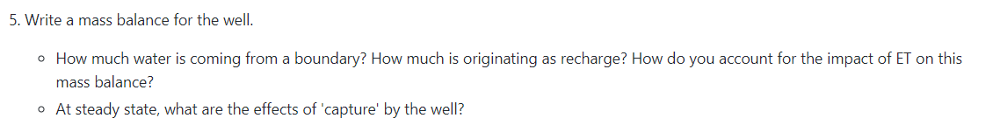 5. Write a mass balance for the well.
◦ How much water is coming from a boundary? How much is originating as recharge? How do you account for the impact of ET on this
mass balance?
◦ At steady state, what are the effects of 'capture' by the well?